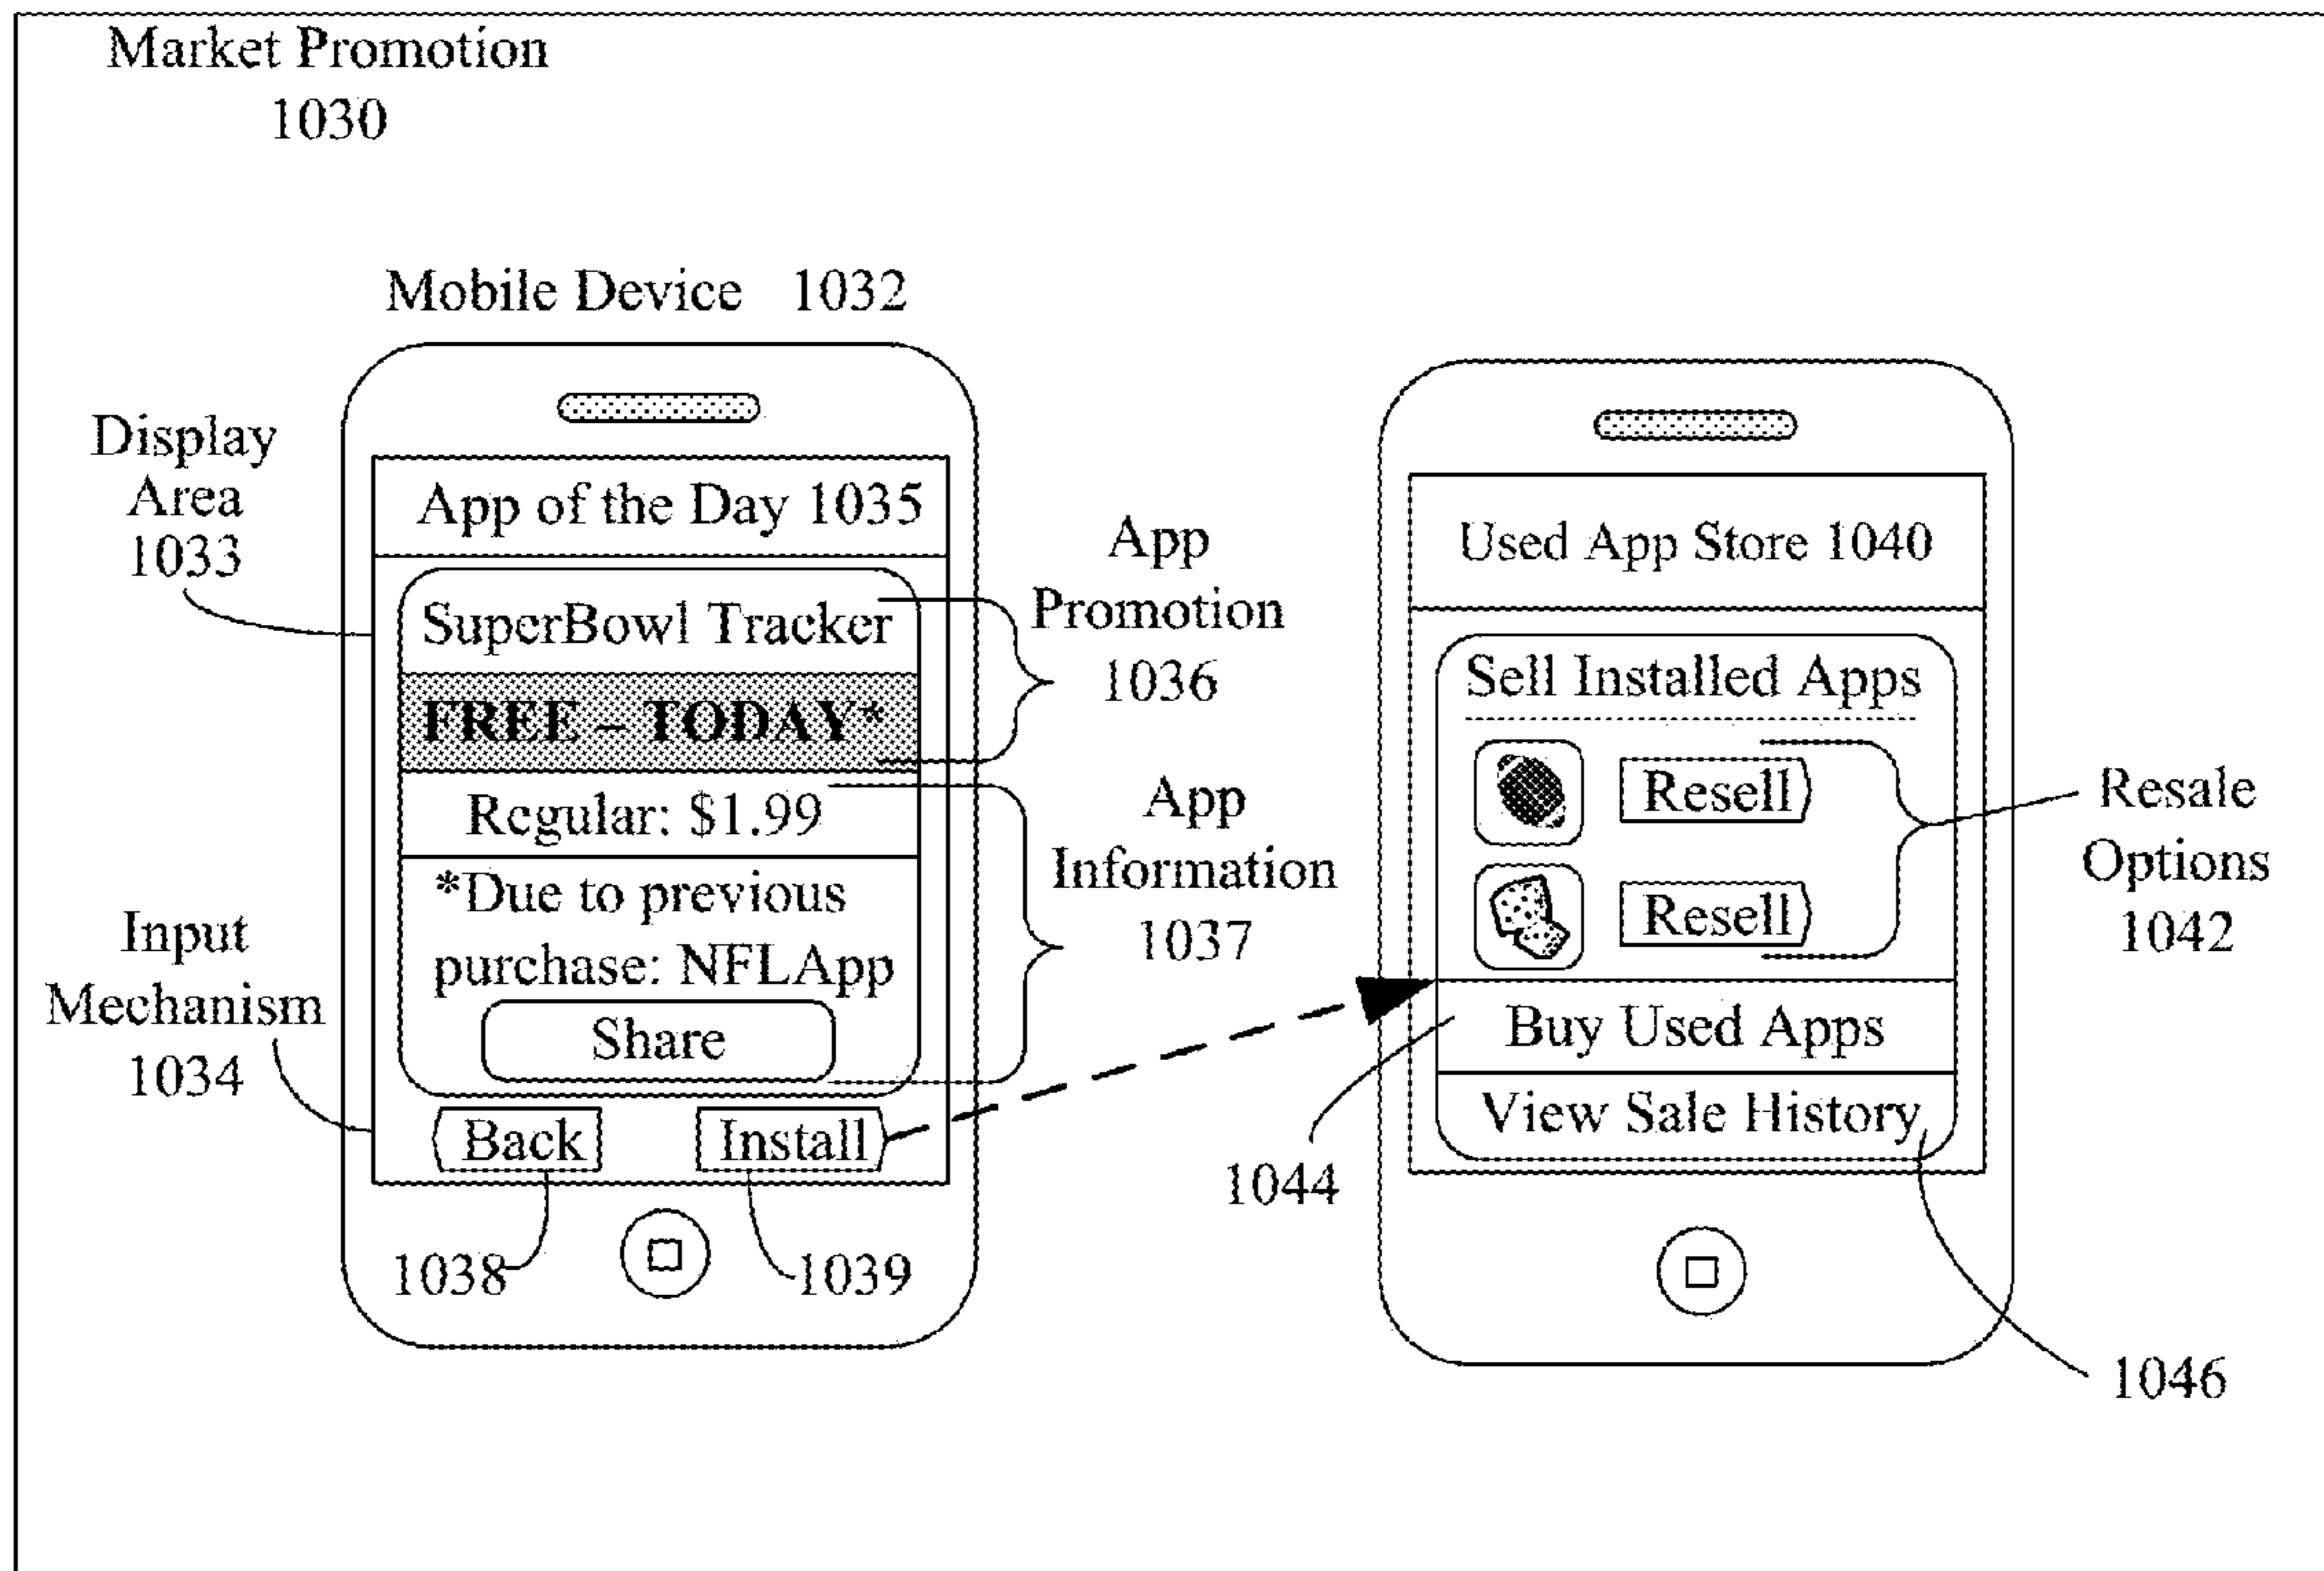 Market Promotion
1030
Mobile Device 1032
Display
Area
1033
Input
Mechanism
1034
App of the Day 1035
SuperBowl Tracker
FREE – TODAY*
Regular: $1.99
*Due to previous
purchase: NFLApp
Share
Back
Install
1038
1039
App
Promotion
1036
App
Information
1037
Used App Store 1040
Sell Installed Apps
Resell
Resell
Buy Used Apps
View Sale History
Resale
Options
1042
1044
1046